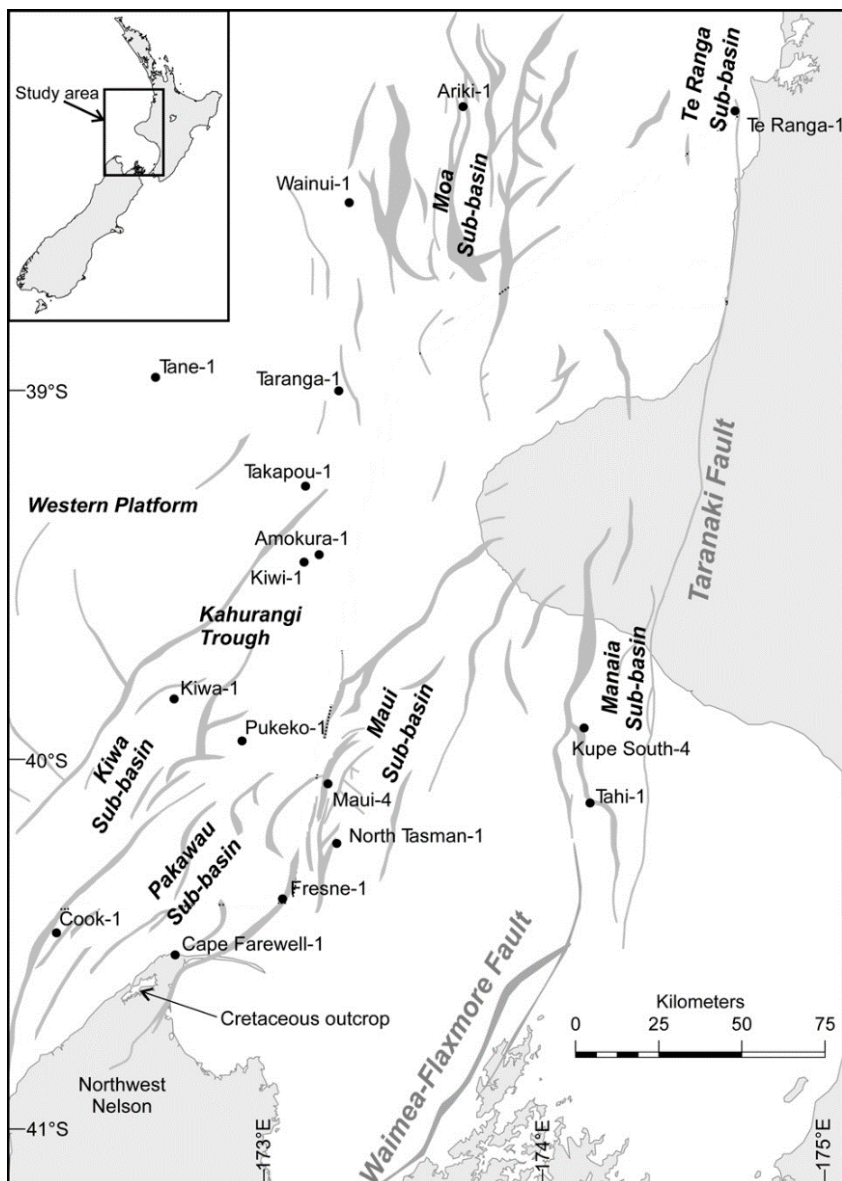 Study area
Ariki-1
Te Ranga
Sub-basin
Te Ranga-1
Wainui-1
Moa
Sub-basin
Tane-1
39°S
Taranga-1
Takapou-1
Western Platform
Amokura-1
Kiwi-1
Taranaki Fault
Kahurangi
Trough
Kiwa-1
Pukeko-1
Maui
Sub-basin
Manaia
Sub-basin
Kupe South-4
Kiwa
Sub-basin
40°S
Maui-4
Tahi-1
North Tasman-1
Pakawau
Sub-basin
Fresne-1
Cook-1
Cape Farewell-1
Waimea-Flaxmore Fault
Cretaceous outcrop
Kilometers
0 25 50 75
Northwest
Nelson
41°S
173°E
174°E
175°E